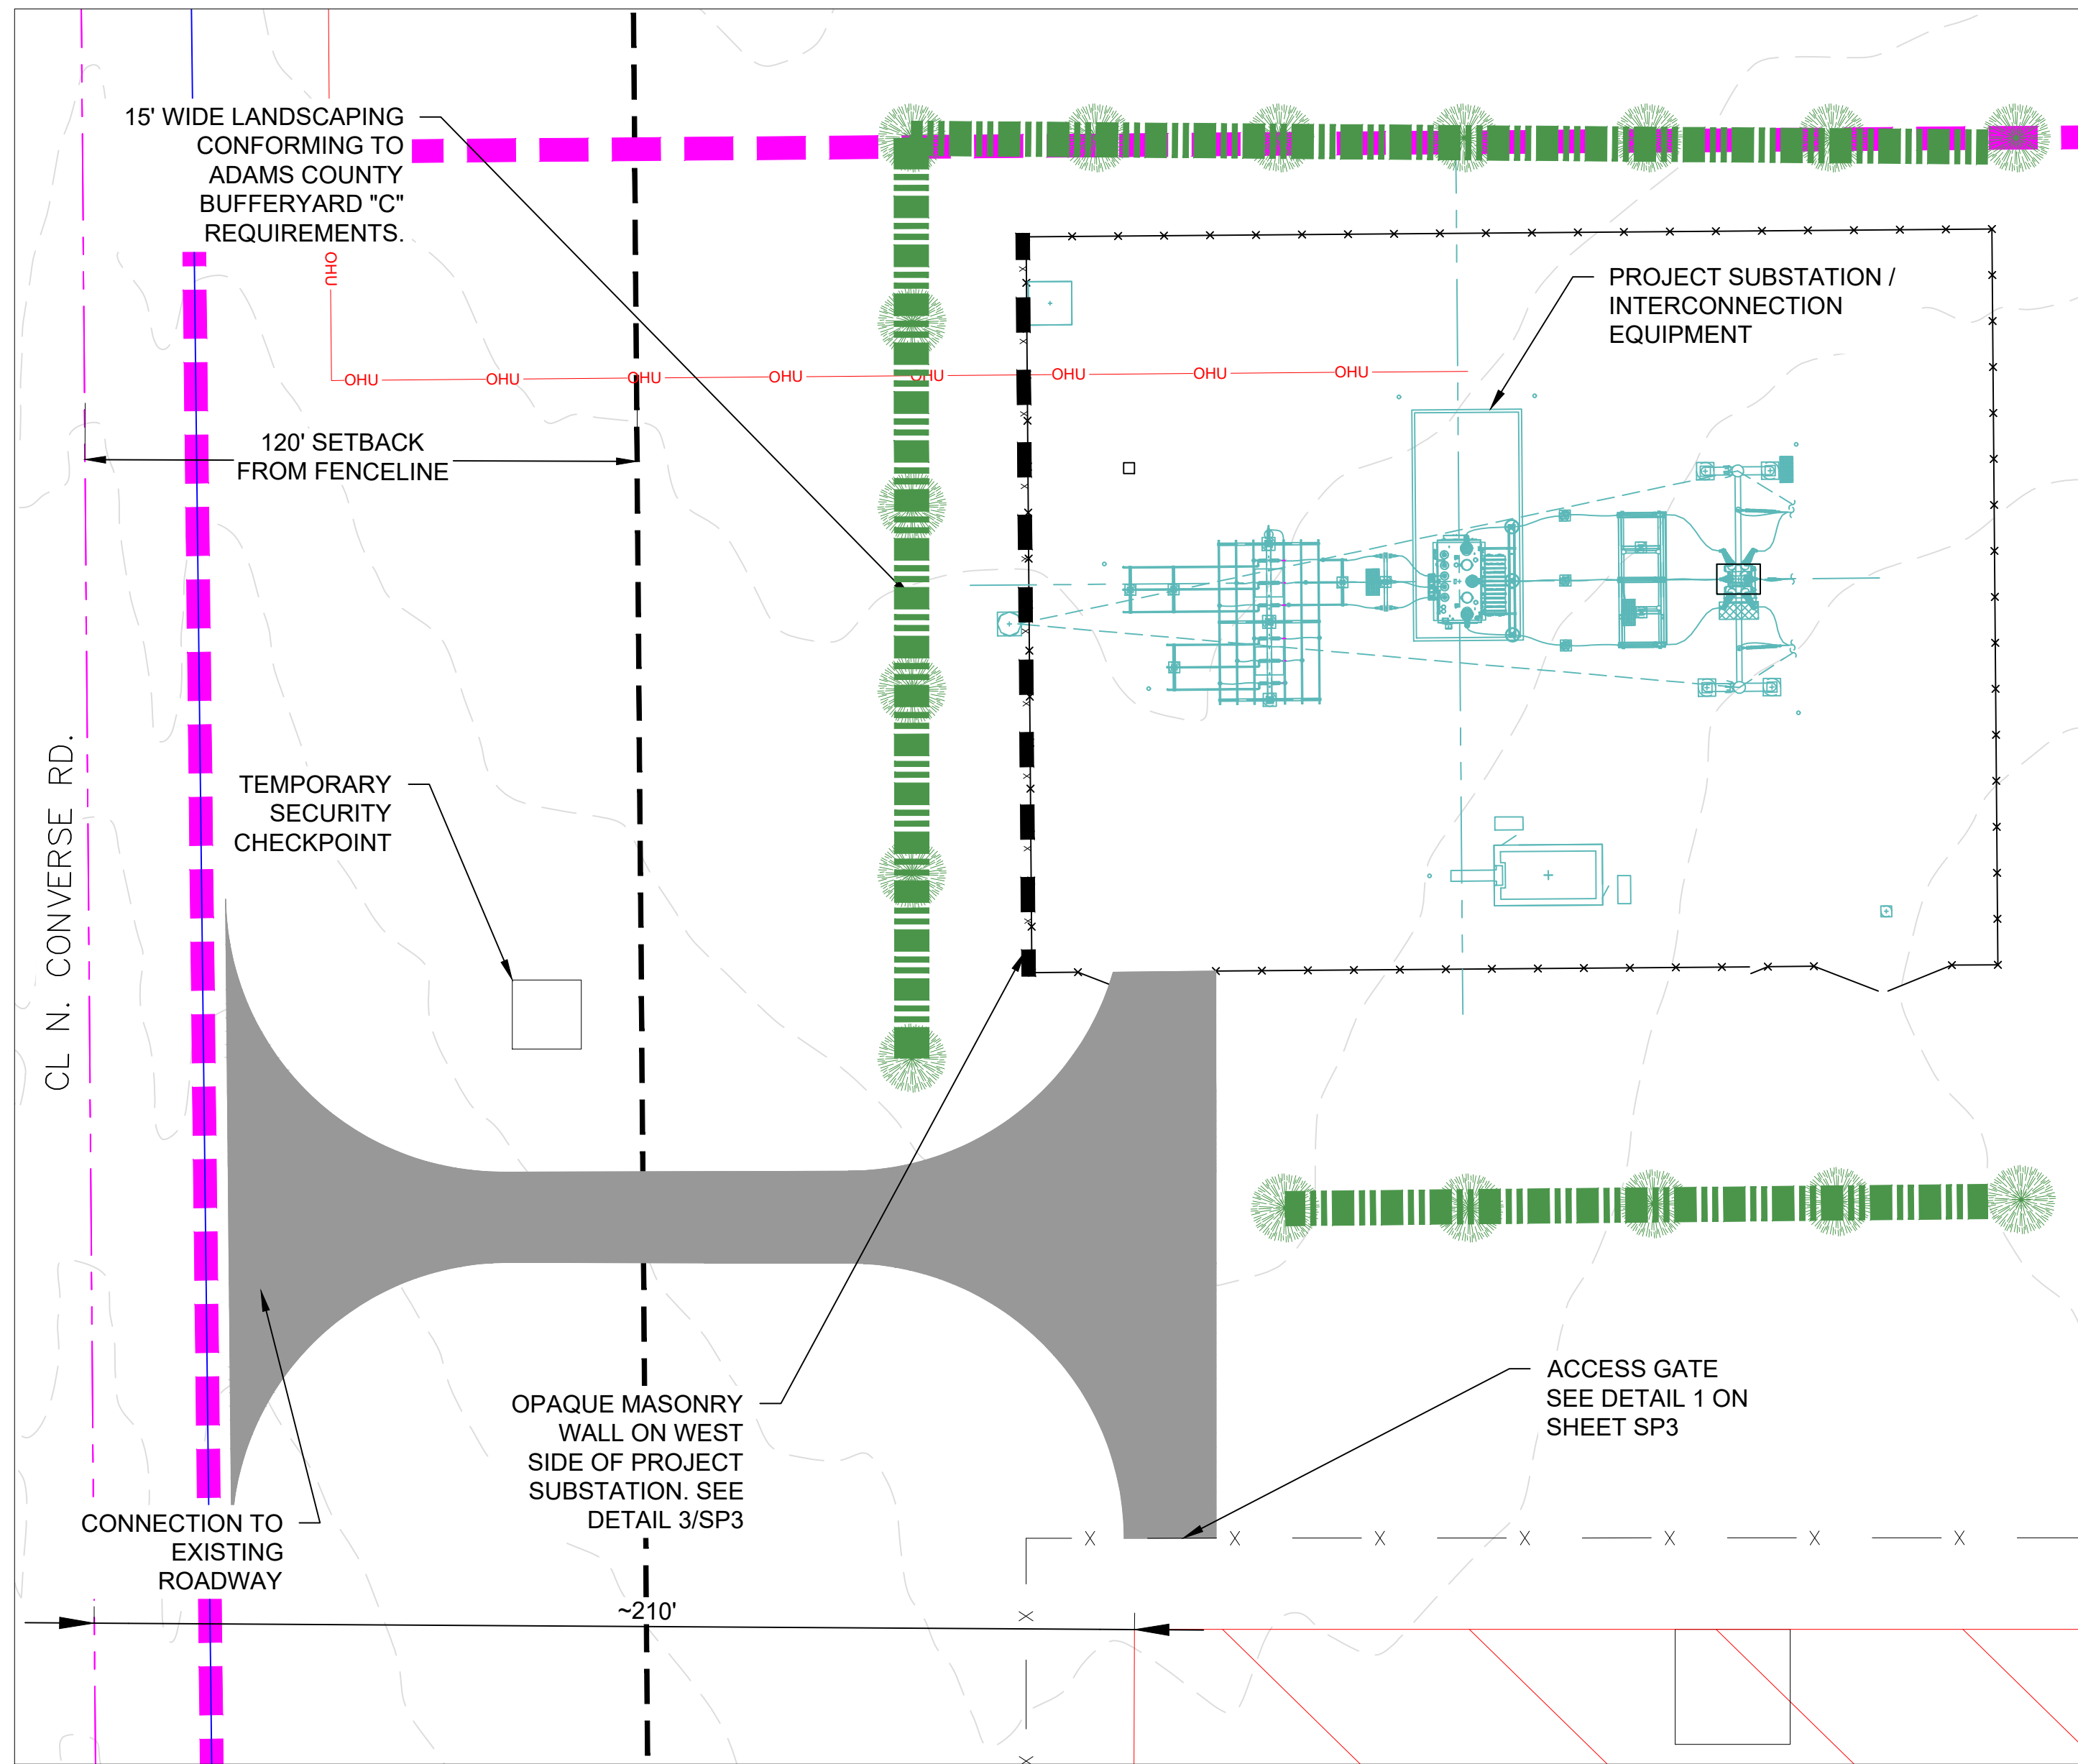 15' WIDE LANDSCAPING
CONFORMING TO
ADAMS COUNTY
BUFFERYARD "C"
REQUIREMENTS.
OHU
PROJECT SUBSTATION /
INTERCONNECTION
EQUIPMENT
OHU OHU OHU OHU OHU OHU OHU OHU
120' SETBACK
FROM FENCELINE
CL N. CONVERSE RD.
TEMPORARY
SECURITY
CHECKPOINT
OPAQUE MASONRY
WALL ON WEST
SIDE OF PROJECT
SUBSTATION. SEE
DETAIL 3/SP3
ACCESS GATE
SEE DETAIL 1 ON
SHEET SP3
CONNECTION TO
EXISTING
ROADWAY
~210'